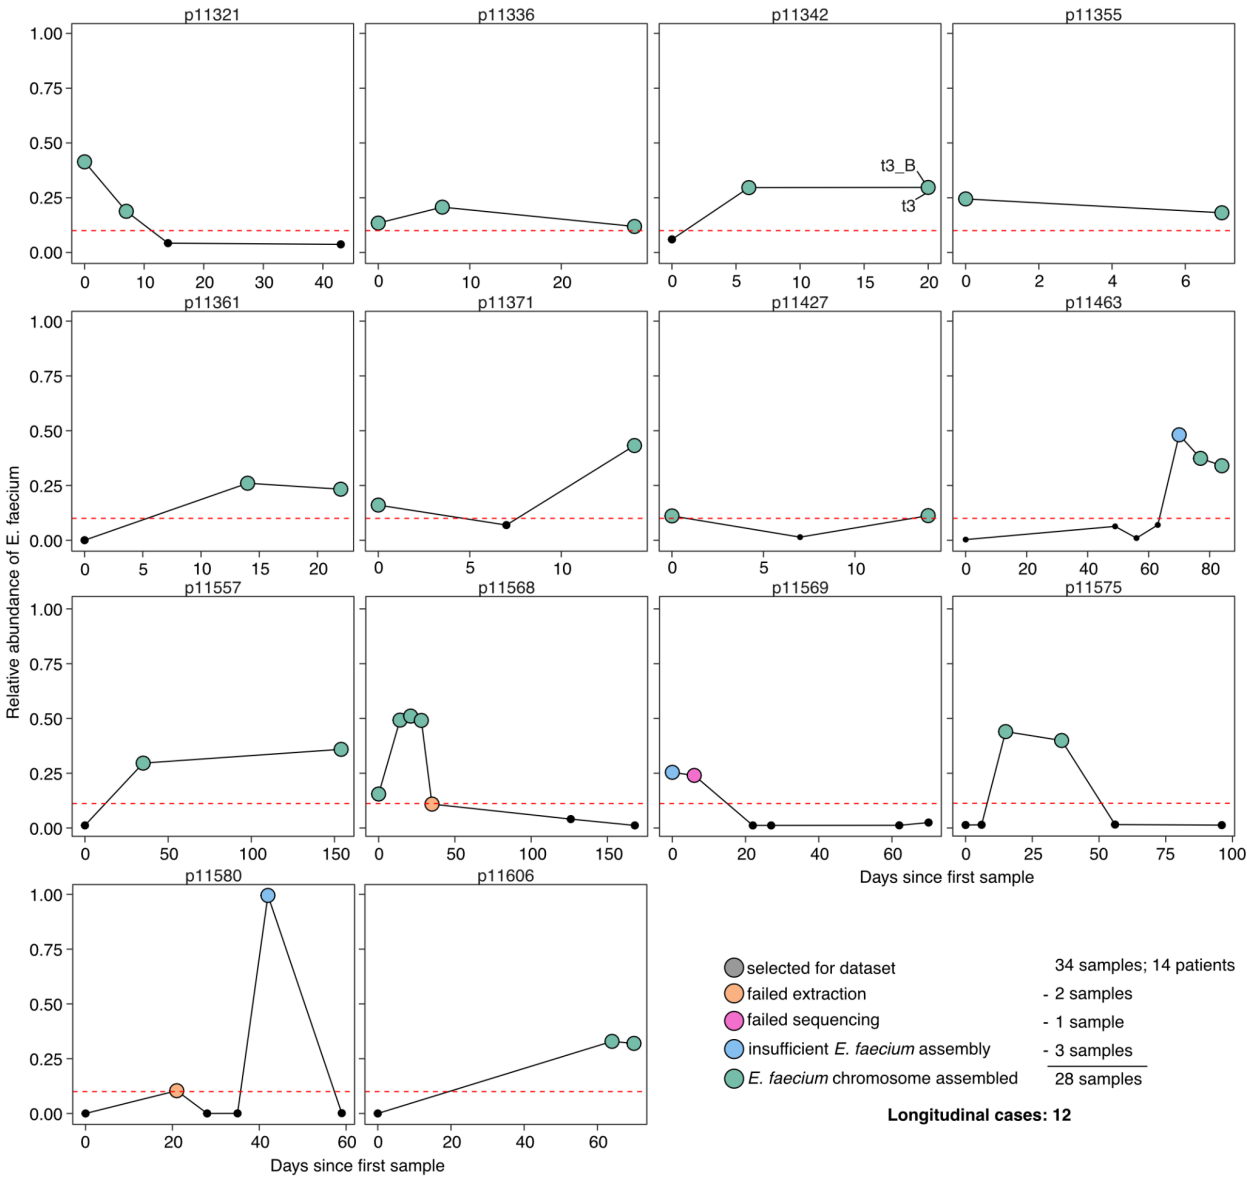 p11321 p11336 p11342 p11355
1.00
0.75
0.50
0.25
0.00
t3_B
t3
0 10 20 30 40 0 10 20 0 5 10 15 20 0 2 4 6
p11361 p11371 p11427 p11463
1.00
0.75
0.50
0.25
0.00
0 5 10 15 20 0 5 10 0 5 10 0 20 40 60 80
Relative abundance of E. faecium
p11557 p11568 p11569 p11575
1.00
0.75
0.50
0.25
0.00
0 50 100 150 0 50 100 150 0 20 40 60 0 25 50 75 100
Days since first sample
p11580 p11606
1.00
0.75
0.50
0.25
0.00
0 20 40 60 0 20 40 60
Days since first sample
selected for dataset 34 samples; 14 patients
failed extraction - 2 samples
failed sequencing - 1 sample
insufficient E. faecium assembly - 3 samples
E. faecium chromosome assembled 28 samples
Longitudinal cases: 12